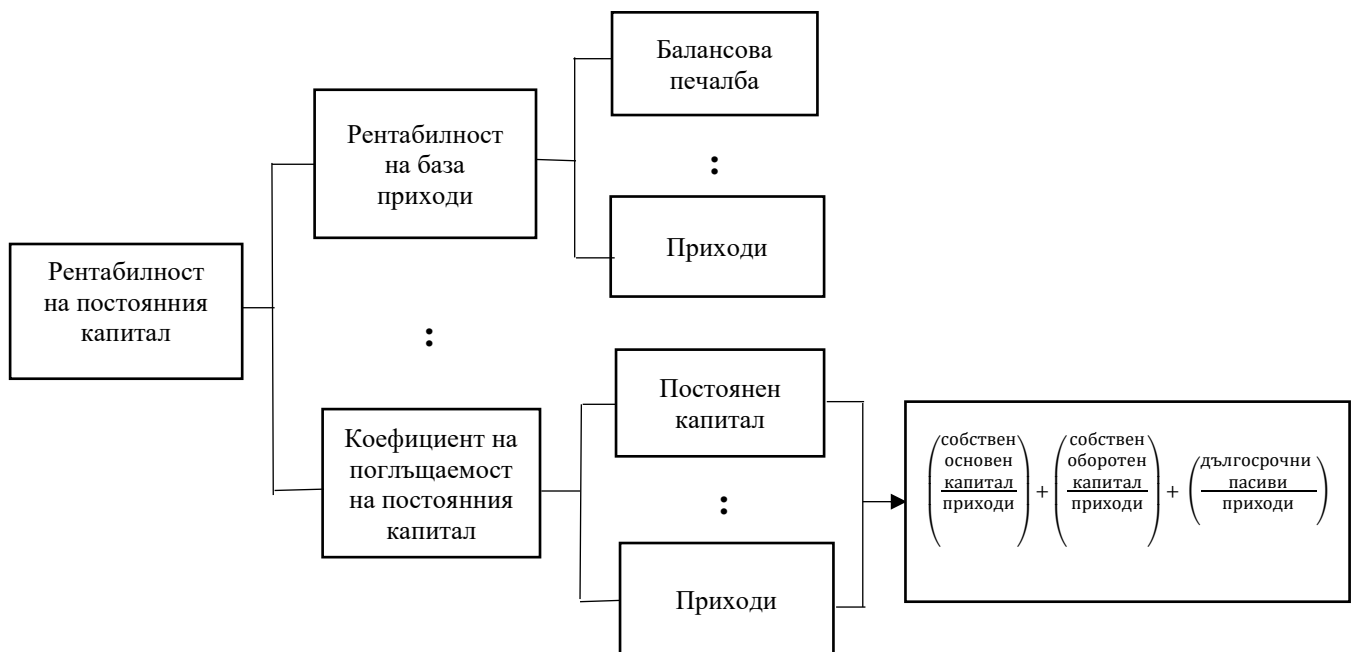 Балансова
печалба
Рентабилност
на база
приходи
:
Приходи
Рентабилност
на постоянния
капитал
:
Постоянен
капитал
Коефициент на
поглъщаемост
на постоянния
капитал
:
Приходи
(собствен основен капитал / приходи) + (собствен оборотен капитал / приходи) + (дългосрочни пасиви / приходи)